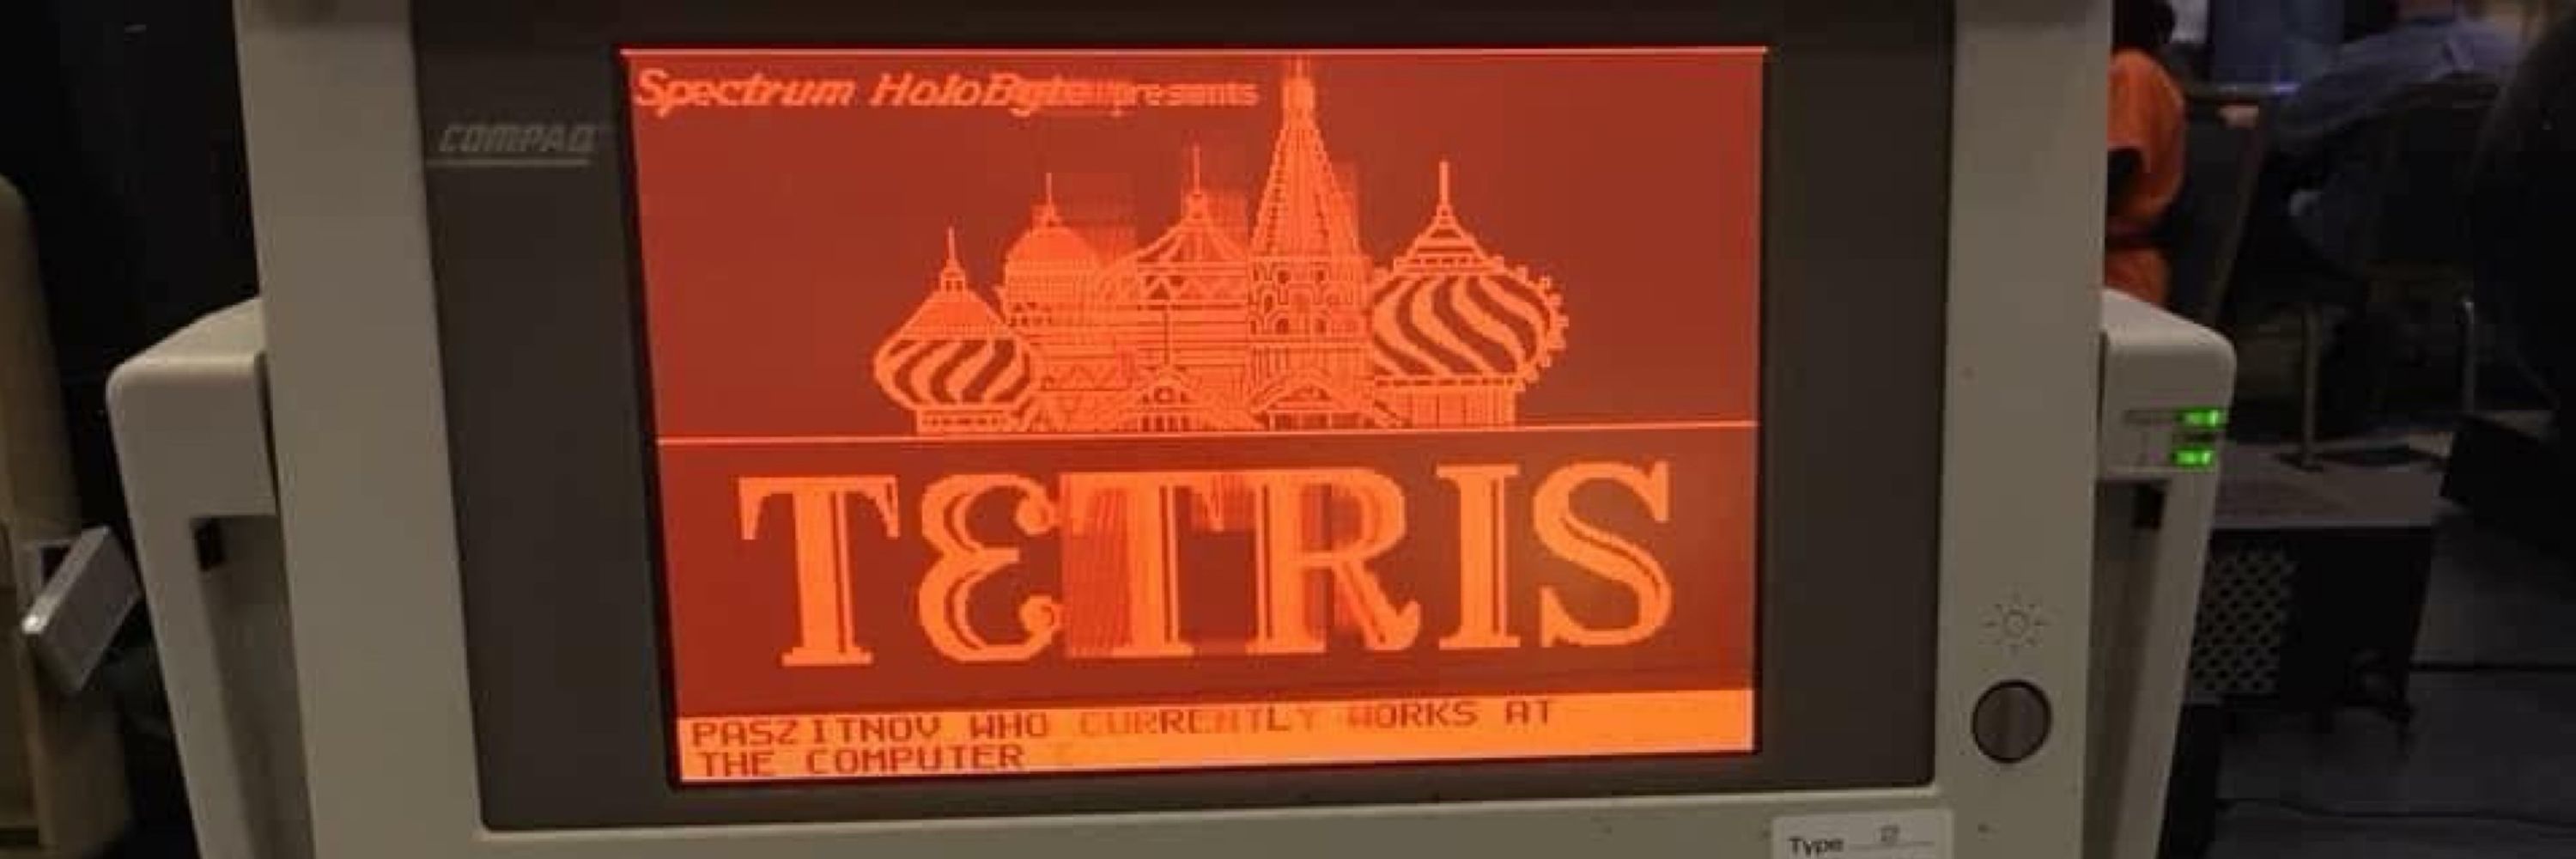 Spectrum HoloByte presents
COMPAQ
TETRIS
PASZITNOV WHO CURRENTLY WORKS AT
THE COMPUTER
Type